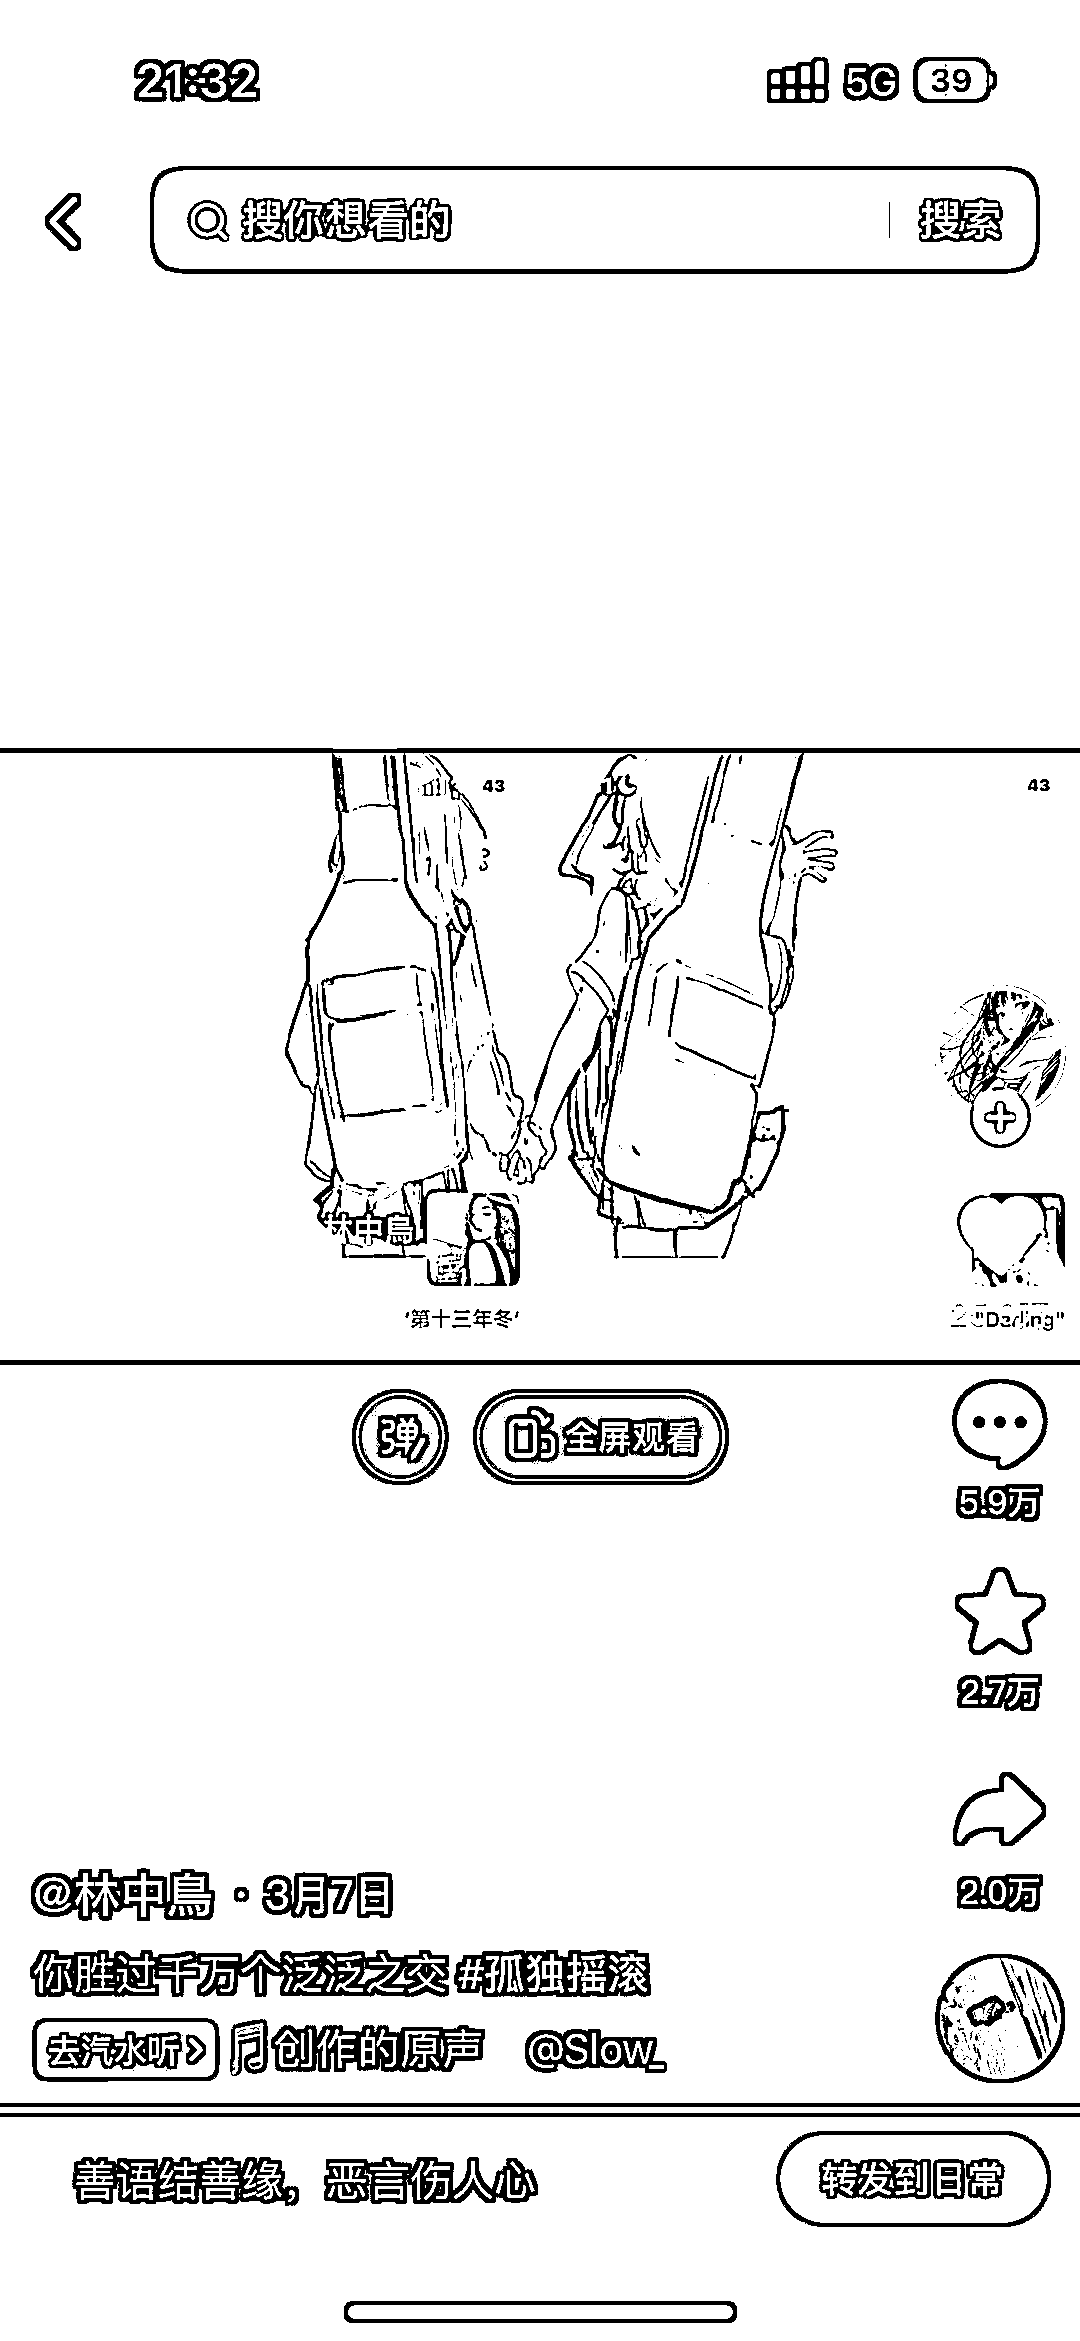 21:32 5G 39
搜你想看的 搜索
43 43
林中鳥
'第十三年冬' "Darling"
弹 全屏观看
5.9万
2.7万
2.0万
@林中鳥 · 3月7日
你胜过千万个泛泛之交 #孤独摇滚
去汽水听 创作的原声 @Slow_
善语结善缘，恶言伤人心 转发到日常